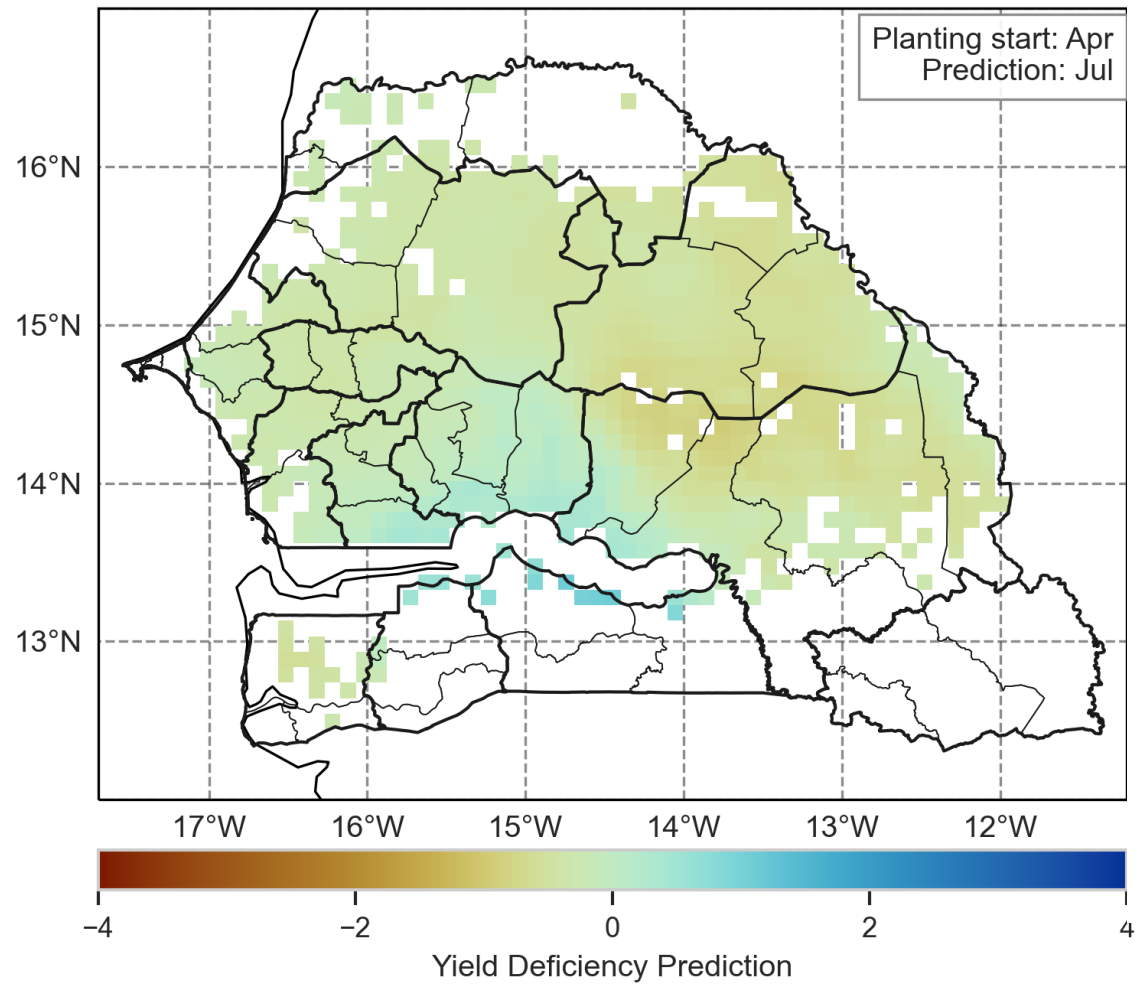 Planting start: Apr
Prediction: Jul
16°N
15°N
14°N
13°N
17°W 16°W 15°W 14°W 13°W 12°W
−4 −2 0 2 4
Yield Deficiency Prediction